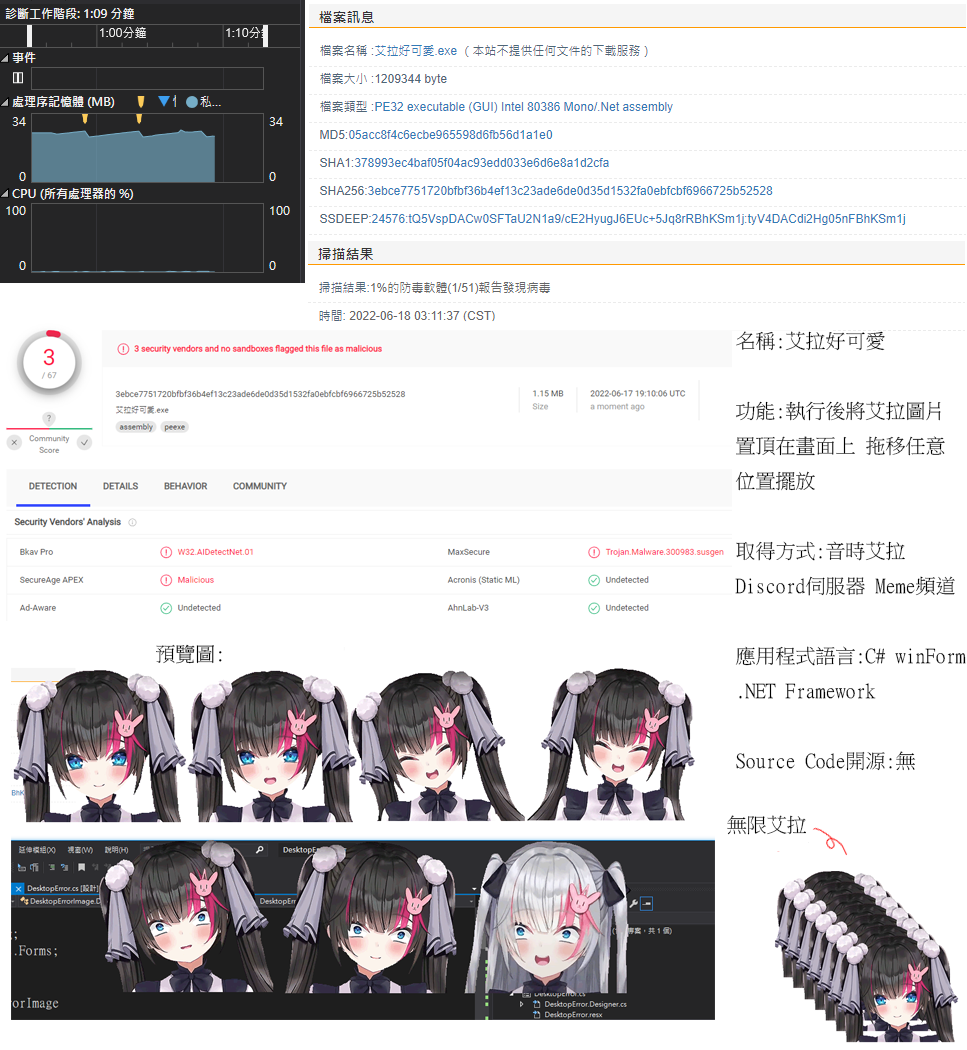 診斷工作階段: 1:09 分鐘
1:00分鐘
1:10分
事件
處理序記憶體 (MB)
私...
34
34
0
0
CPU (所有處理器的 %)
100
100
0
0
檔案訊息
檔案名稱 :艾拉好可愛.exe （ 本站不提供任何文件的下載服務 ）
檔案大小 :1209344 byte
檔案類型 :PE32 executable (GUI) Intel 80386 Mono/.Net assembly
MD5:05acc8f4c6ecbe965598d6fb56d1a1e0
SHA1:378993ec4baf05f04ac93edd033e6d6e8a1d2cfa
SHA256:3ebce7751720bfbf36b4ef13c23ade6de0d35d1532fa0ebfcbf6966725b52528
SSDEEP:24576:tQ5VspDACw0SFTaU2N1a9/cE2HyugJ6EUc+5Jq8rRBhKSm1j:tyV4DACdi2Hg05nFBhKSm1j
掃描結果
掃描結果:1%的防毒軟體(1/51)報告發現病毒
時間: 2022-06-18 03:11:37 (CST)
3
/ 67
?
Community
Score
3 security vendors and no sandboxes flagged this file as malicious
3ebce7751720bfbf36b4ef13c23ade6de0d35d1532fa0ebfcbf6966725b52528
艾拉好可愛.exe
assembly peexe
1.15 MB
Size
2022-06-17 19:10:06 UTC
a moment ago
DETECTION DETAILS BEHAVIOR COMMUNITY
Security Vendors' Analysis
Bkav Pro W32.AIDetectNet.01 MaxSecure Trojan.Malware.300983.susgen
SecureAge APEX Malicious Acronis (Static ML) Undetected
Ad-Aware Undetected AhnLab-V3 Undetected
名稱:艾拉好可愛
功能:執行後將艾拉圖片
置頂在畫面上 拖移任意
位置擺放
取得方式:音時艾拉
Discord伺服器 Meme頻道
應用程式語言:C# winForm
.NET Framework
Source Code開源:無
預覽圖:
BhK
無限艾拉
延伸模組(X) 視窗(W) 說明(H)
DesktopEr
DesktopError.cs [設計]
DesktopErrorImage.D
DesktopErr
;
.Forms;
專案，共 1 個)
orImage
DesktopError.cs
DesktopError.Designer.cs
DesktopError.resx